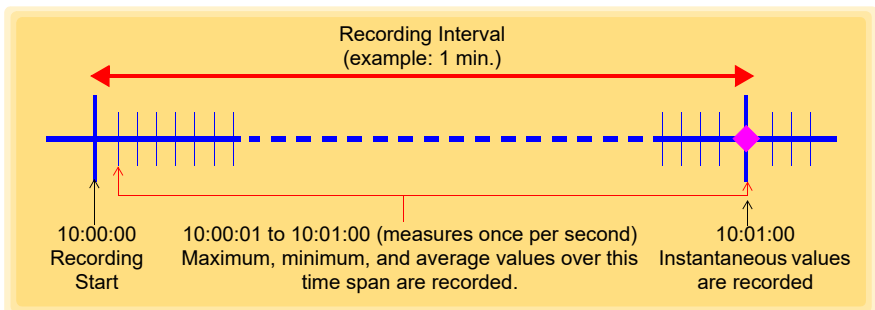 Recording Interval
(example: 1 min.)
10:00:00
Recording
Start
10:00:01 to 10:01:00 (measures once per second)
Maximum, minimum, and average values over this
time span are recorded.
10:01:00
Instantaneous values
are recorded